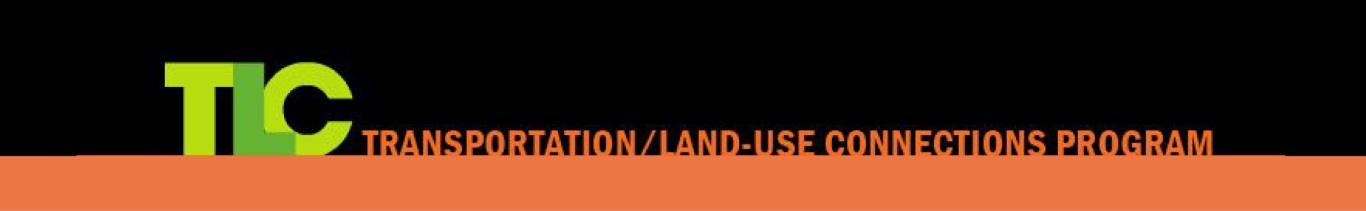 TLC TRANSPORTATION/LAND-USE CONNECTIONS PROGRAM